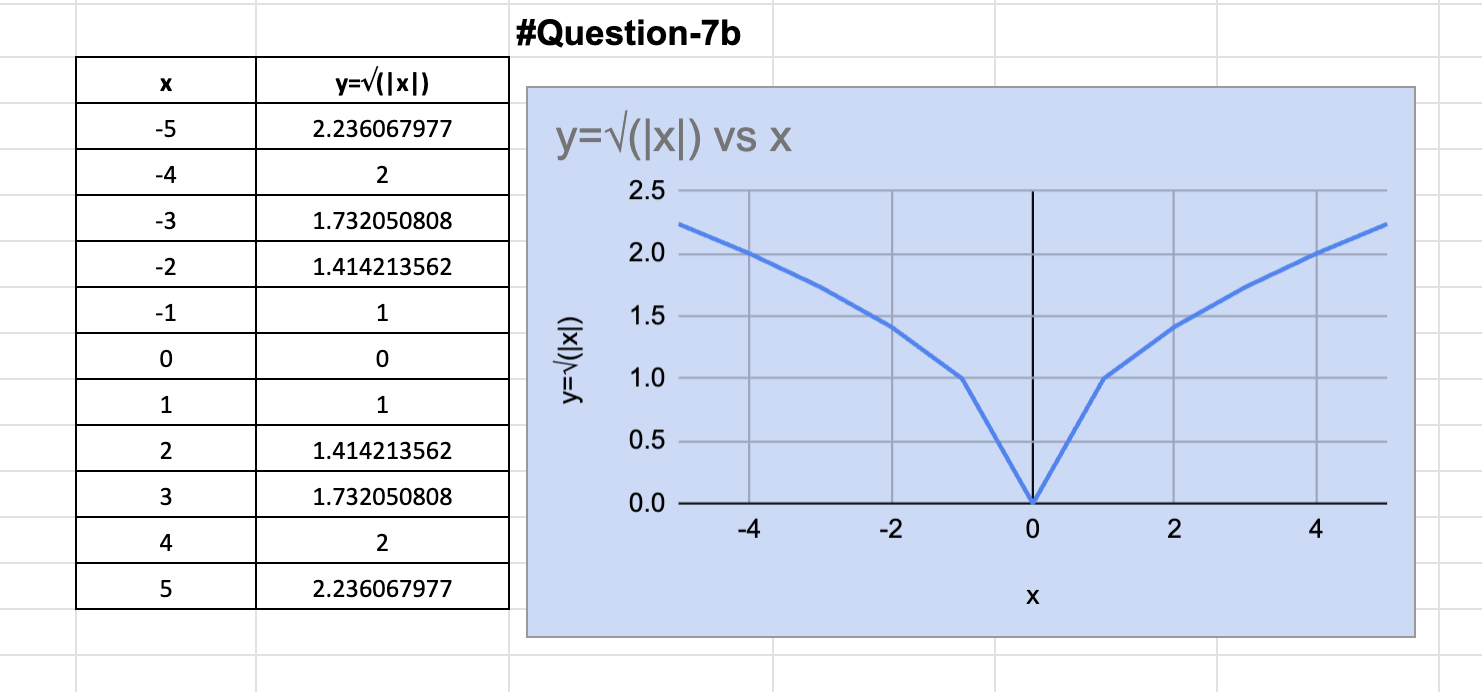 #Question-7b
x y=√(|x|)
-5 2.236067977
-4 2
-3 1.732050808
-2 1.414213562
-1 1
0 0
1 1
2 1.414213562
3 1.732050808
4 2
5 2.236067977
y=√(|x|) vs x
2.5
2.0
1.5
1.0
0.5
0.0
y=√(|x|)
-4 -2 0 2 4
x